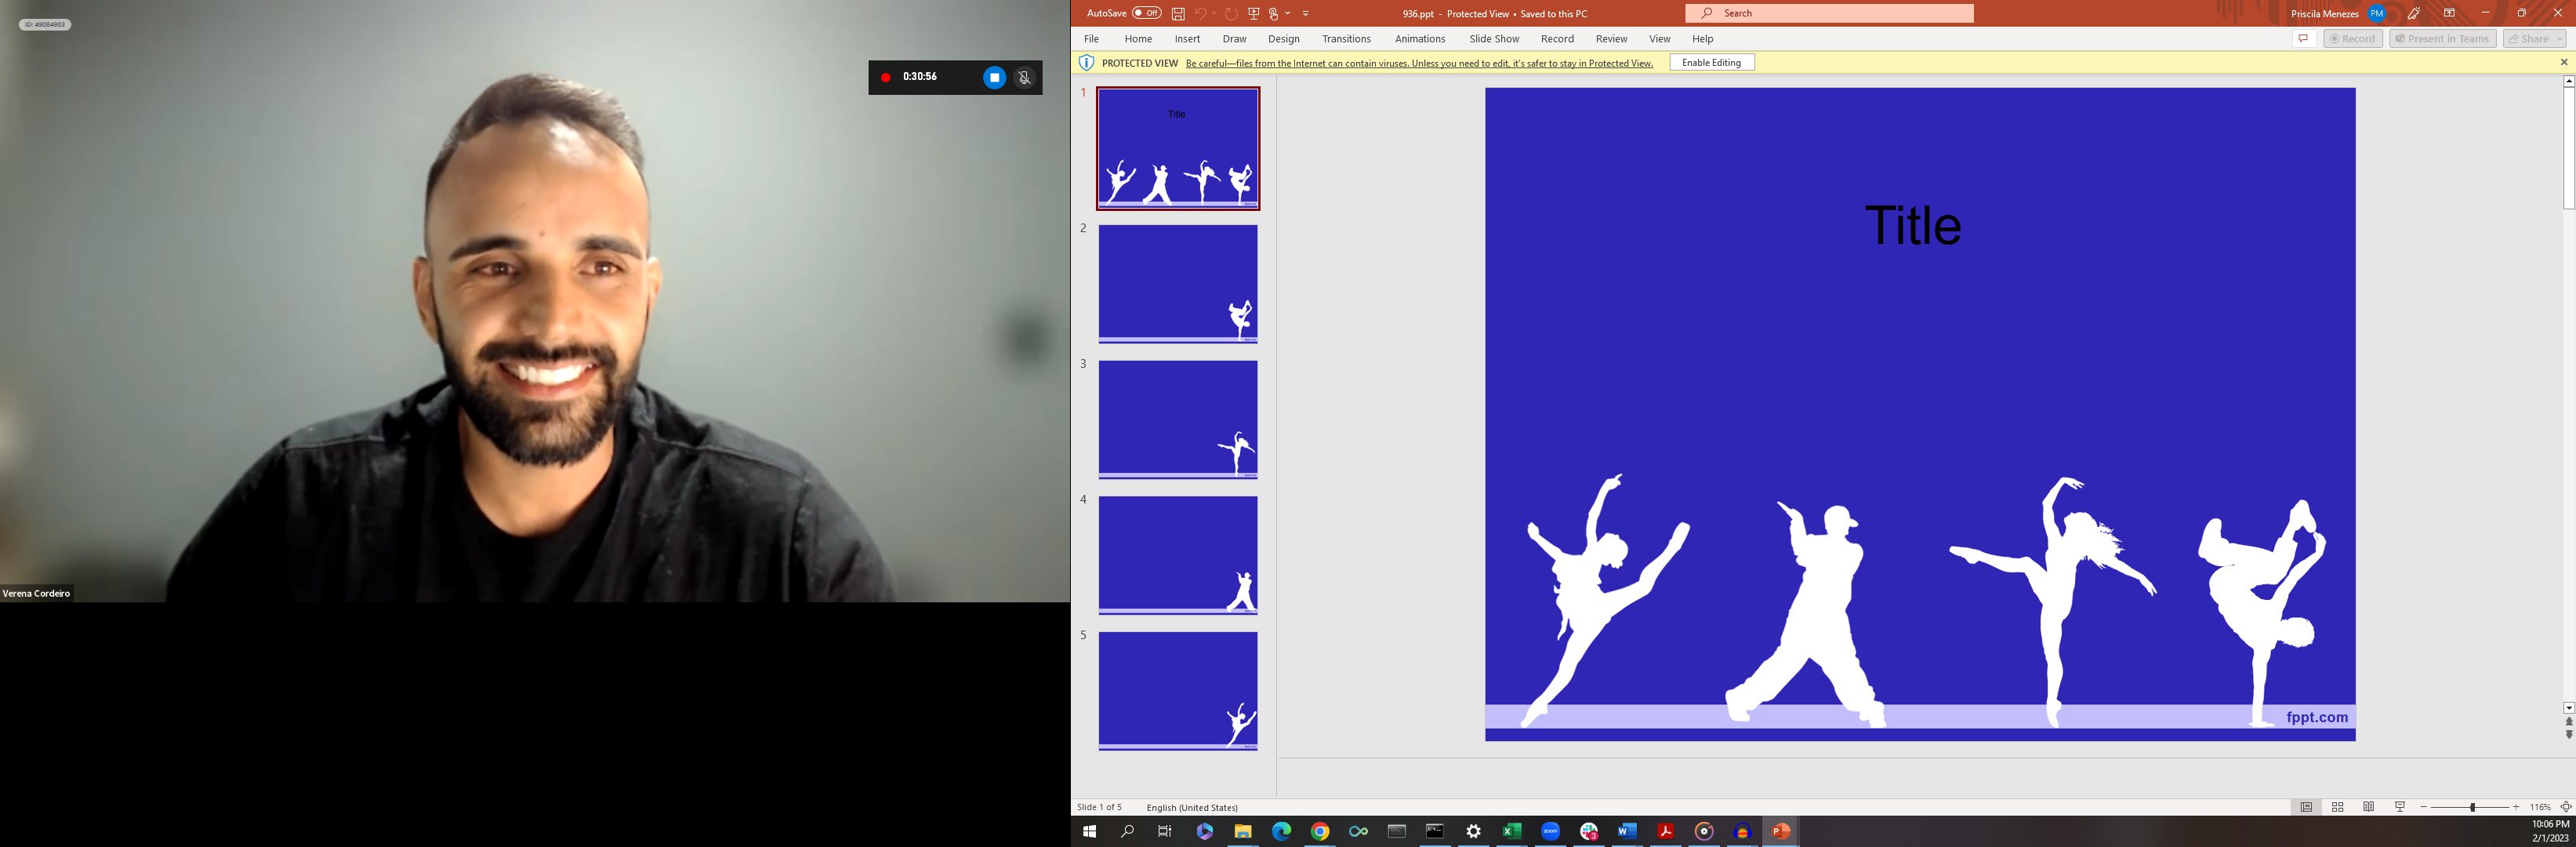 ID: 49084903
0:30:56
Verena Cordeiro
AutoSave Off
936.ppt - Protected View • Saved to this PC
Search
Priscila Menezes PM
File Home Insert Draw Design Transitions Animations Slide Show Record Review View Help
Record Present in Teams Share
PROTECTED VIEW Be careful—files from the Internet can contain viruses. Unless you need to edit, it's safer to stay in Protected View. Enable Editing
1
Title
2
3
4
5
Title
fppt.com
Slide 1 of 5 English (United States)
116%
zoom
3
10:06 PM
2/1/2023